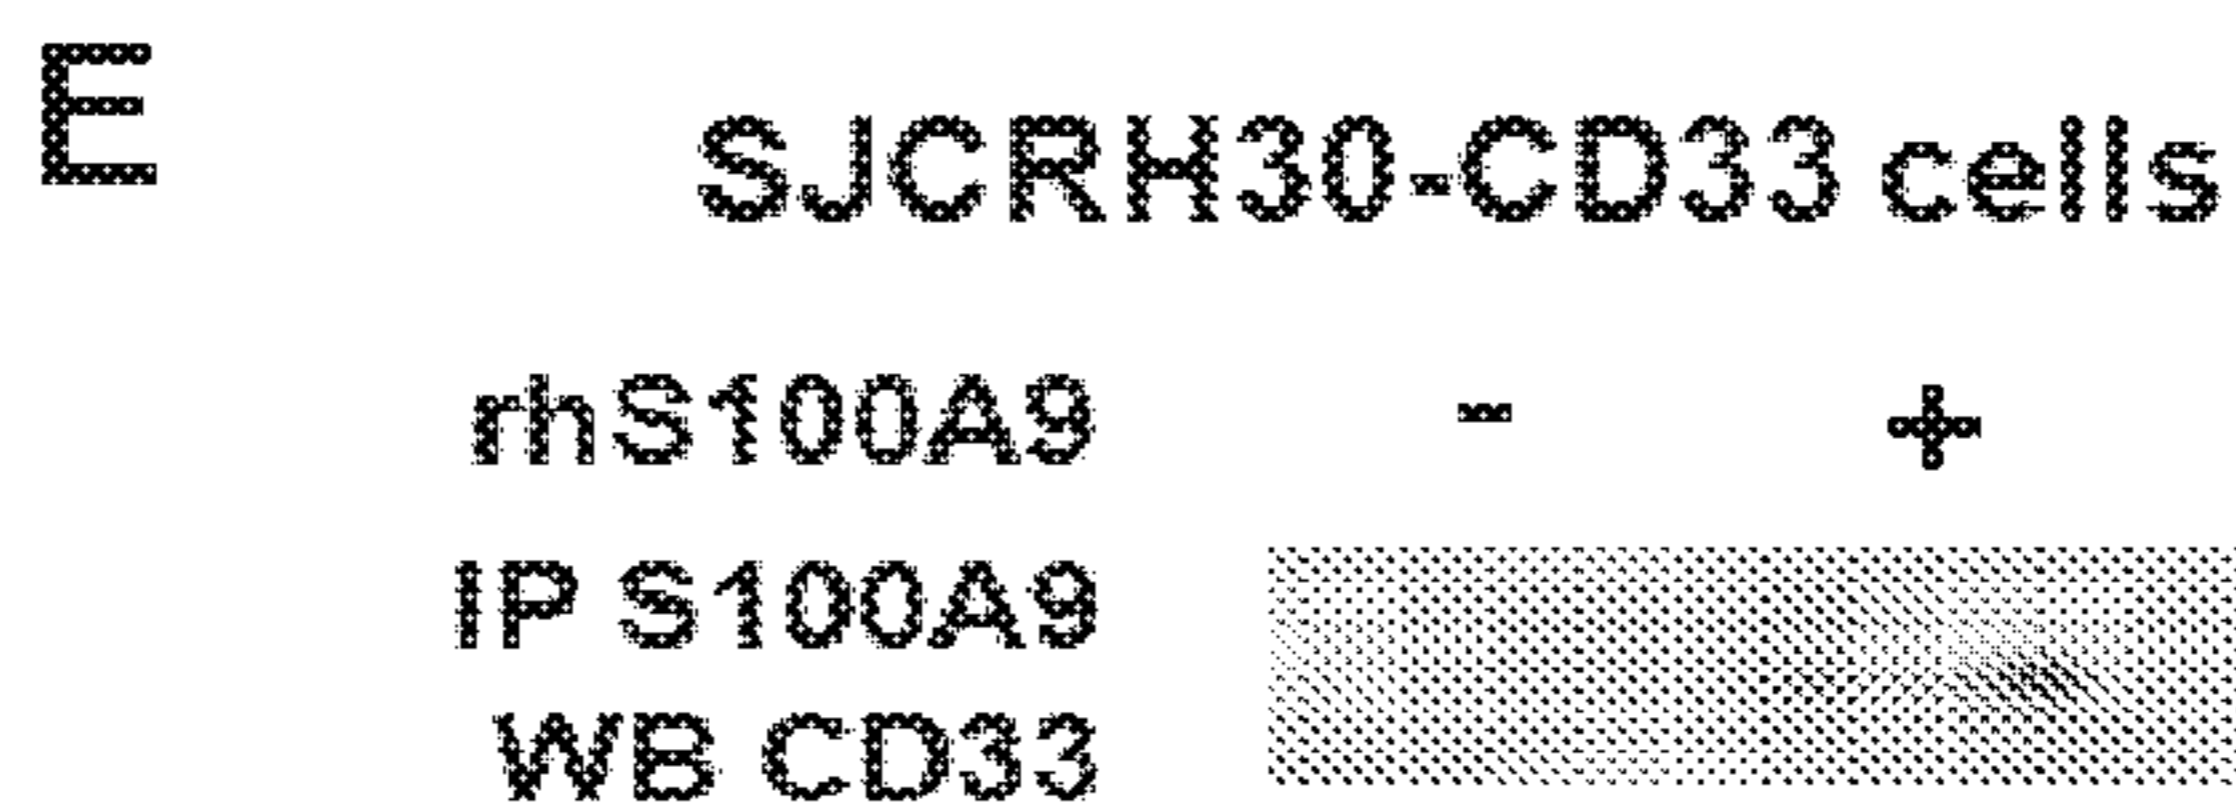 E
SJCRH30-CD33 cells
rhS100A9 - +
IP S100A9
WB CD33